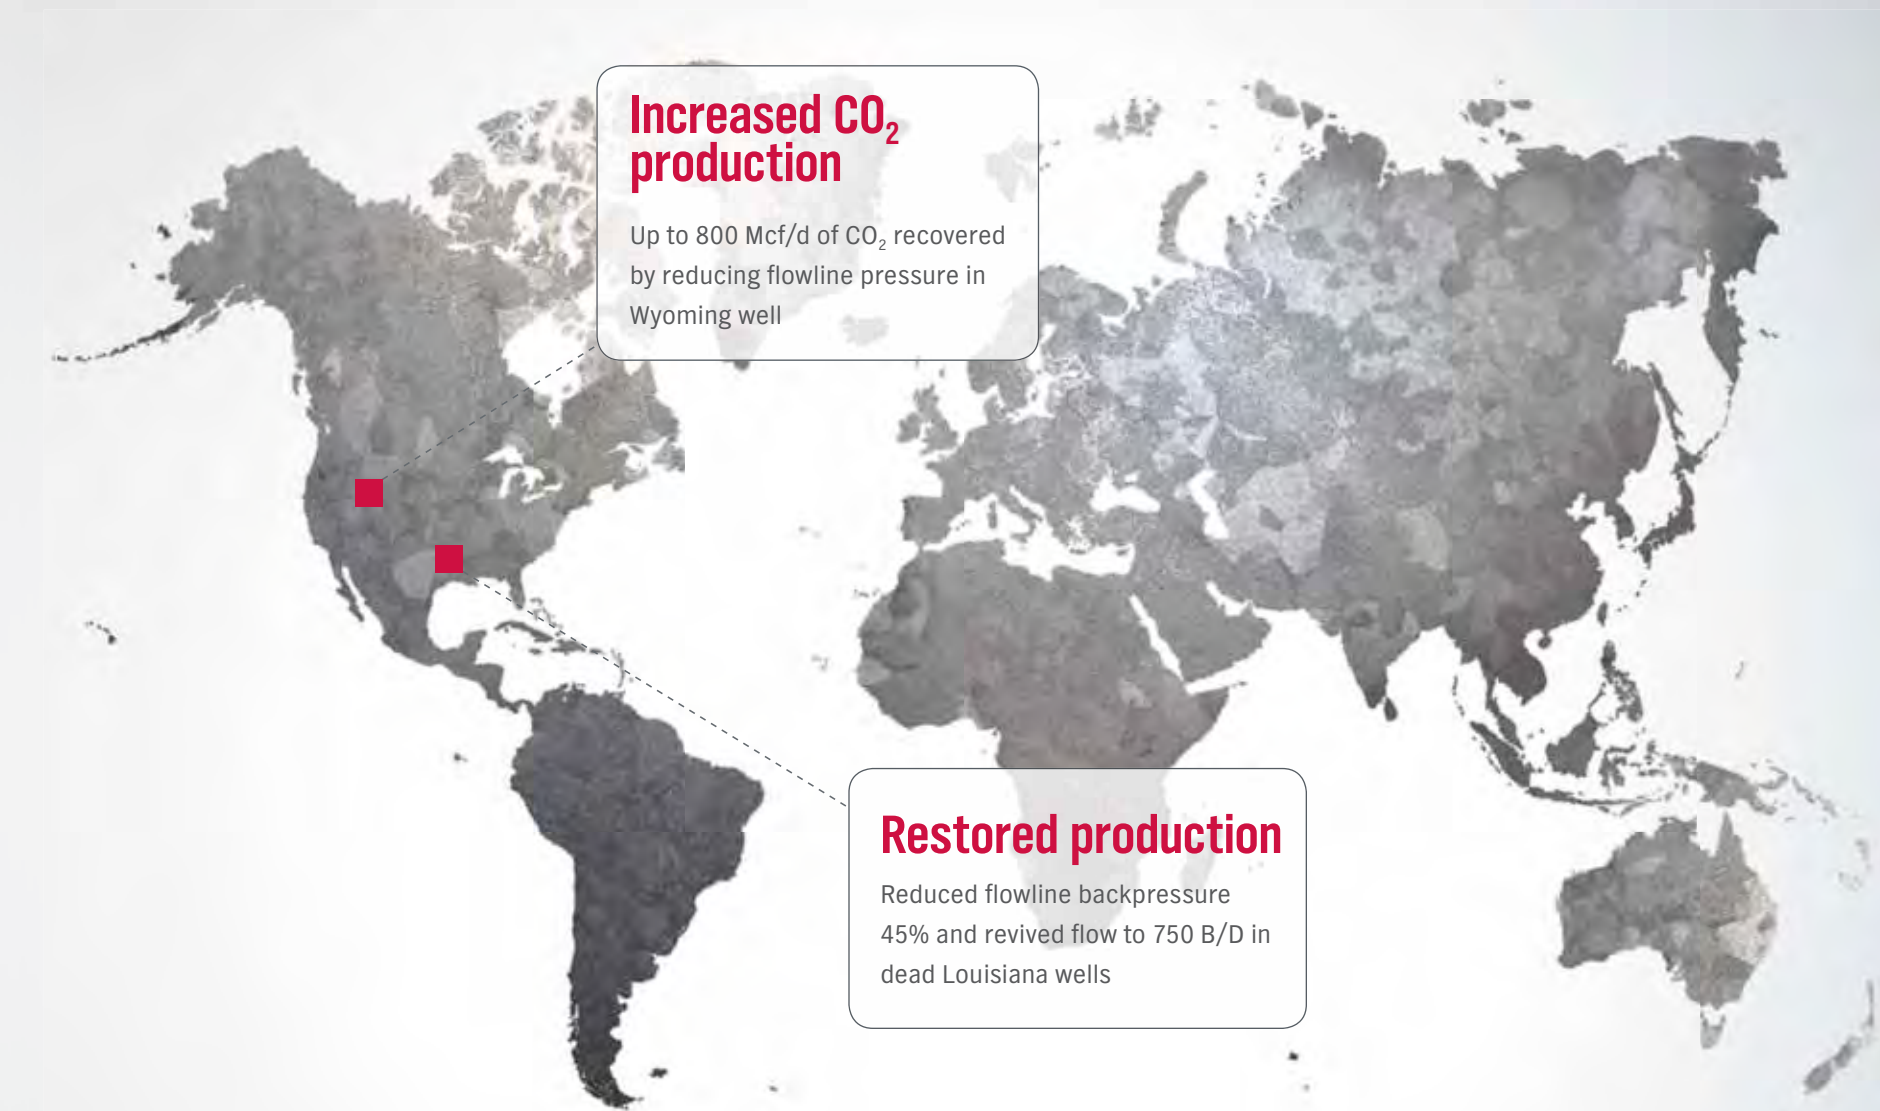 Increased CO₂
production
Up to 800 Mcf/d of CO₂ recovered
by reducing flowline pressure in
Wyoming well
Restored production
Reduced flowline backpressure
45% and revived flow to 750 B/D in
dead Louisiana wells